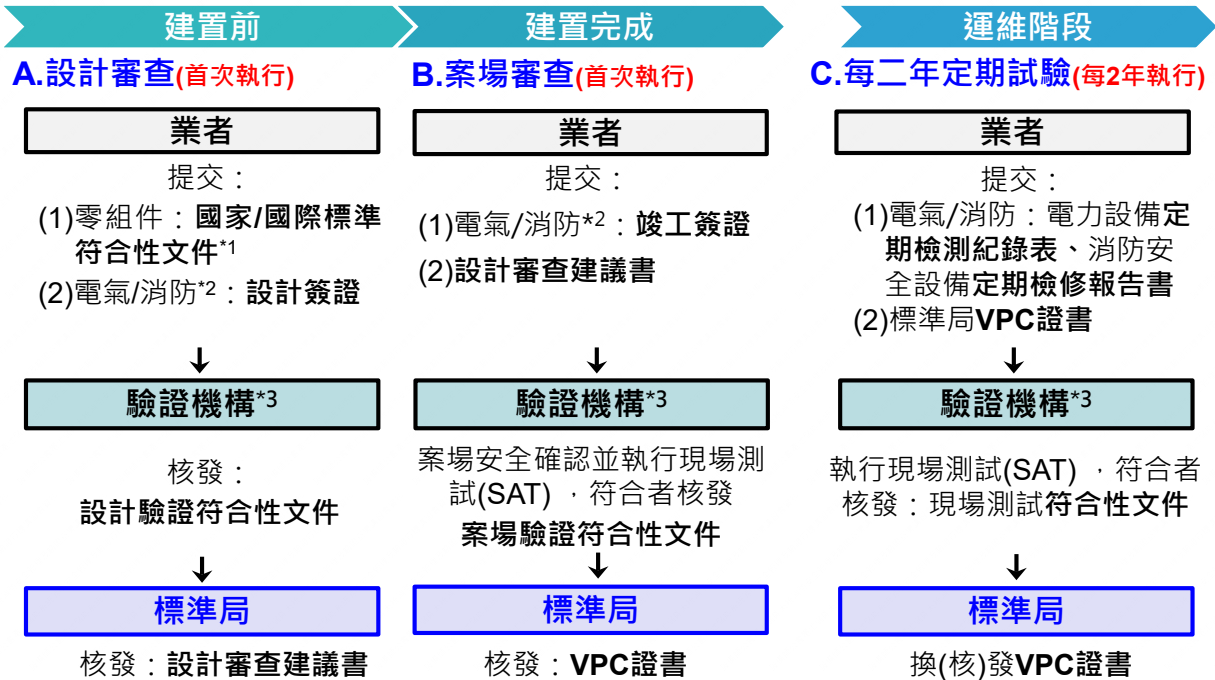 建置前
建置完成
運維階段
A.設計審查(首次執行)
業者
提交：
(1)零組件：國家/國際標準
符合性文件*1
(2)電氣/消防*2：設計簽證
↓
驗證機構*3
核發：
設計驗證符合性文件
↓
標準局
核發：設計審查建議書
B.案場審查(首次執行)
業者
提交：
(1)電氣/消防*2：竣工簽證
(2)設計審查建議書
↓
驗證機構*3
案場安全確認並執行現場測
試(SAT) ，符合者核發
案場驗證符合性文件
↓
標準局
核發：VPC證書
C.每二年定期試驗(每2年執行)
業者
提交：
(1)電氣/消防：電力設備定
期檢測紀錄表、消防安
全設備定期檢修報告書
(2)標準局VPC證書
↓
驗證機構*3
執行現場測試(SAT) ，符合者
核發：現場測試符合性文件
↓
標準局
換(核)發VPC證書